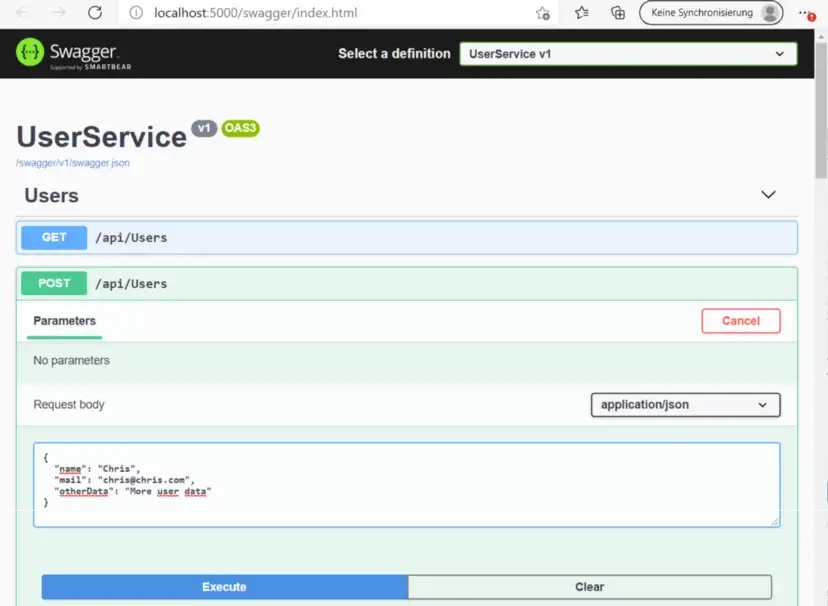 localhost:5000/swagger/index.html
Keine Synchronisierung
Swagger.
Supported by SMARTBEAR
Select a definition
UserService v1
UserService v1 OAS3
/swagger/v1/swagger.json
Users
GET /api/Users
POST /api/Users
Parameters
Cancel
No parameters
Request body
application/json
{
"name": "Chris",
"mail": "chris@chris.com",
"otherData": "More user data"
}
Execute
Clear